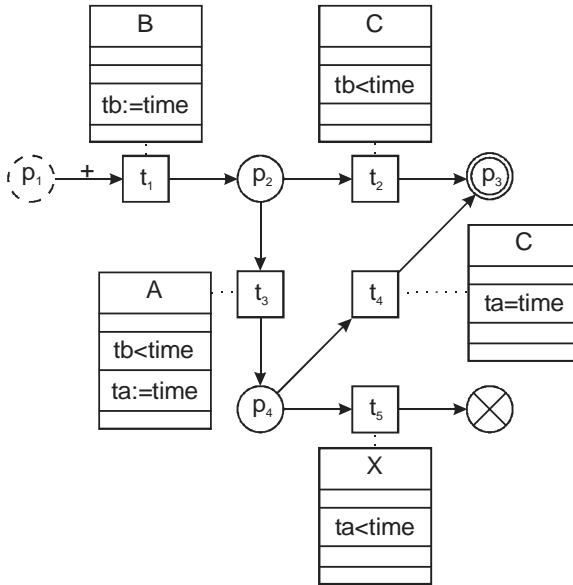 B
C
tb:=time
tb<time
p1
+
t1
p2
t2
p3
A
t3
t4
C
tb<time
ta=time
ta:=time
p4
t5
X
ta<time